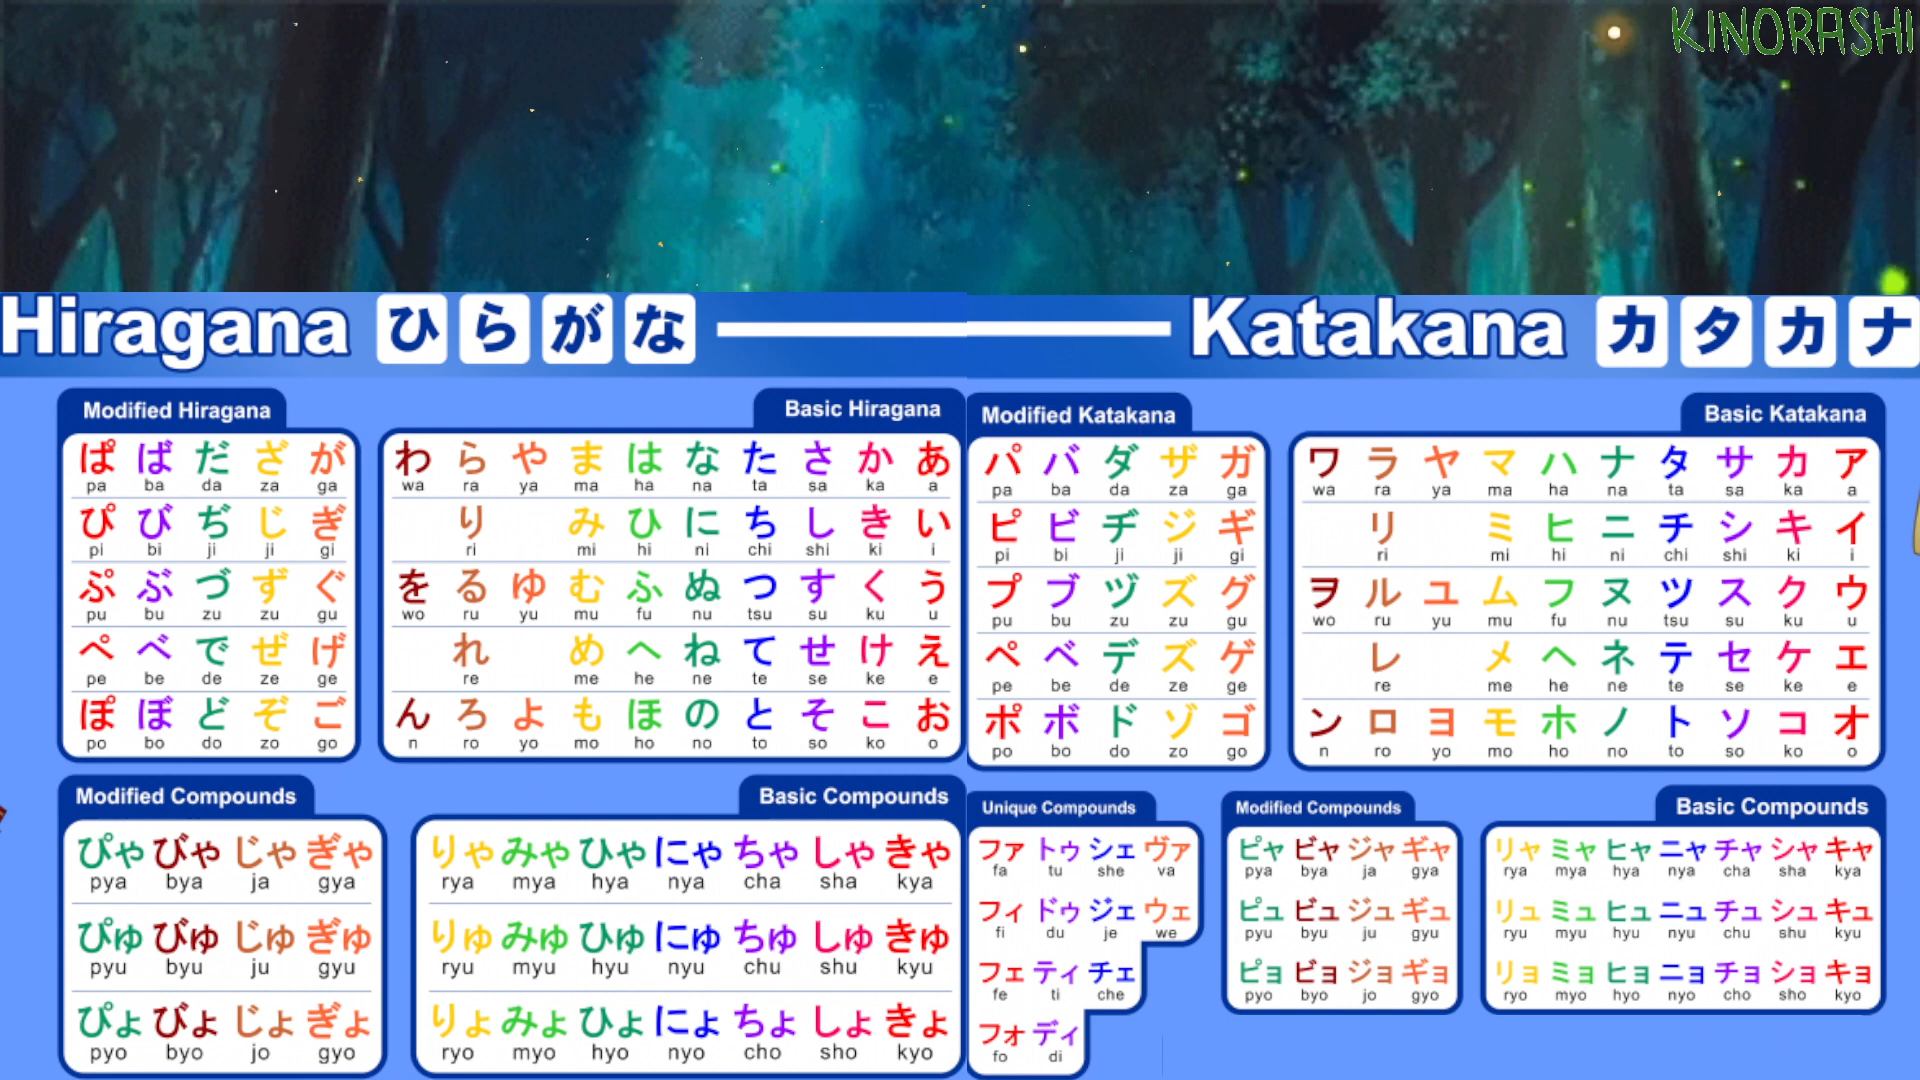 KINORASHI
Hiragana ひ ら が な
Katakana カ タ カ ナ
Modified Hiragana
ぱ ば だ ざ が
pa ba da za ga
ぴ び ぢ じ ぎ
pi bi ji ji gi
ぷ ぶ づ ず ぐ
pu bu zu zu gu
ぺ べ で ぜ げ
pe be de ze ge
ぽ ぼ ど ぞ ご
po bo do zo go
Basic Hiragana
わ ら や ま は な た さ か あ
wa ra ya ma ha na ta sa ka a
り み ひ に ち し き い
ri mi hi ni chi shi ki i
を る ゆ む ふ ぬ つ す く う
wo ru yu mu fu nu tsu su ku u
れ め へ ね て せ け え
re me he ne te se ke e
ん ろ よ も ほ の と そ こ お
n ro yo mo ho no to so ko o
Modified Katakana
パ バ ダ ザ ガ
pa ba da za ga
ピ ビ ヂ ジ ギ
pi bi ji ji gi
プ ブ ヅ ズ グ
pu bu zu zu gu
ペ ベ デ ズ ゲ
pe be de ze ge
ポ ボ ド ゾ ゴ
po bo do zo go
Basic Katakana
ワ ラ ヤ マ ハ ナ タ サ カ ア
wa ra ya ma ha na ta sa ka a
リ ミ ヒ ニ チ シ キ イ
ri mi hi ni chi shi ki i
ヲ ル ユ ム フ ヌ ツ ス ク ウ
wo ru yu mu fu nu tsu su ku u
レ メ ヘ ネ テ セ ケ エ
re me he ne te se ke e
ン ロ ヨ モ ホ ノ ト ソ コ オ
n ro yo mo ho no to so ko o
Modified Compounds
ぴゃ びゃ じゃ ぎゃ
pya bya ja gya
ぴゅ びゅ じゅ ぎゅ
pyu byu ju gyu
ぴょ びょ じょ ぎょ
pyo byo jo gyo
Basic Compounds
りゃ みゃ ひゃ にゃ ちゃ しゃ きゃ
rya mya hya nya cha sha kya
りゅ みゅ ひゅ にゅ ちゅ しゅ きゅ
ryu myu hyu nyu chu shu kyu
りょ みょ ひょ にょ ちょ しょ きょ
ryo myo hyo nyo cho sho kyo
Unique Compounds
ファ トゥ シェ ヴァ
fa tu she va
フィ ドゥ ジェ ウェ
fi du je we
フェ ティ チェ
fe ti che
フォ ディ
fo di
Modified Compounds
ピャ ビャ ジャ ギャ
pya bya ja gya
ピュ ビュ ジュ ギュ
pyu byu ju gyu
ピョ ビョ ジョ ギョ
pyo byo jo gyo
Basic Compounds
リャ ミャ ヒャ ニャ チャ シャ キャ
rya mya hya nya cha sha kya
リュ ミュ ヒュ ニュ チュ シュ キュ
ryu myu hyu nyu chu shu kyu
リョ ミョ ヒョ ニョ チョ ショ キョ
ryo myo hyo nyo cho sho kyo